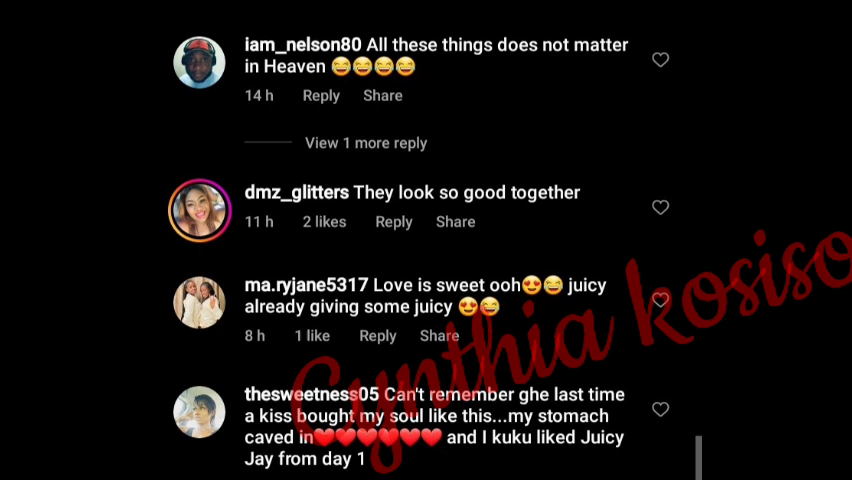 iam_nelson80 All these things does not matter
in Heaven 😂😂😂😂
14 h Reply Share
View 1 more reply
dmz_glitters They look so good together
11 h 2 likes Reply Share
ma.ryjane5317 Love is sweet ooh😍😂 juicy
already giving some juicy 😍😂
8 h 1 like Reply Share
Cynthia kosiso
thesweetness05 Can't remember ghe last time
a kiss bought my soul like this...my stomach
caved in❤️❤️❤️❤️❤️❤️ and I kuku liked Juicy
Jay from day 1